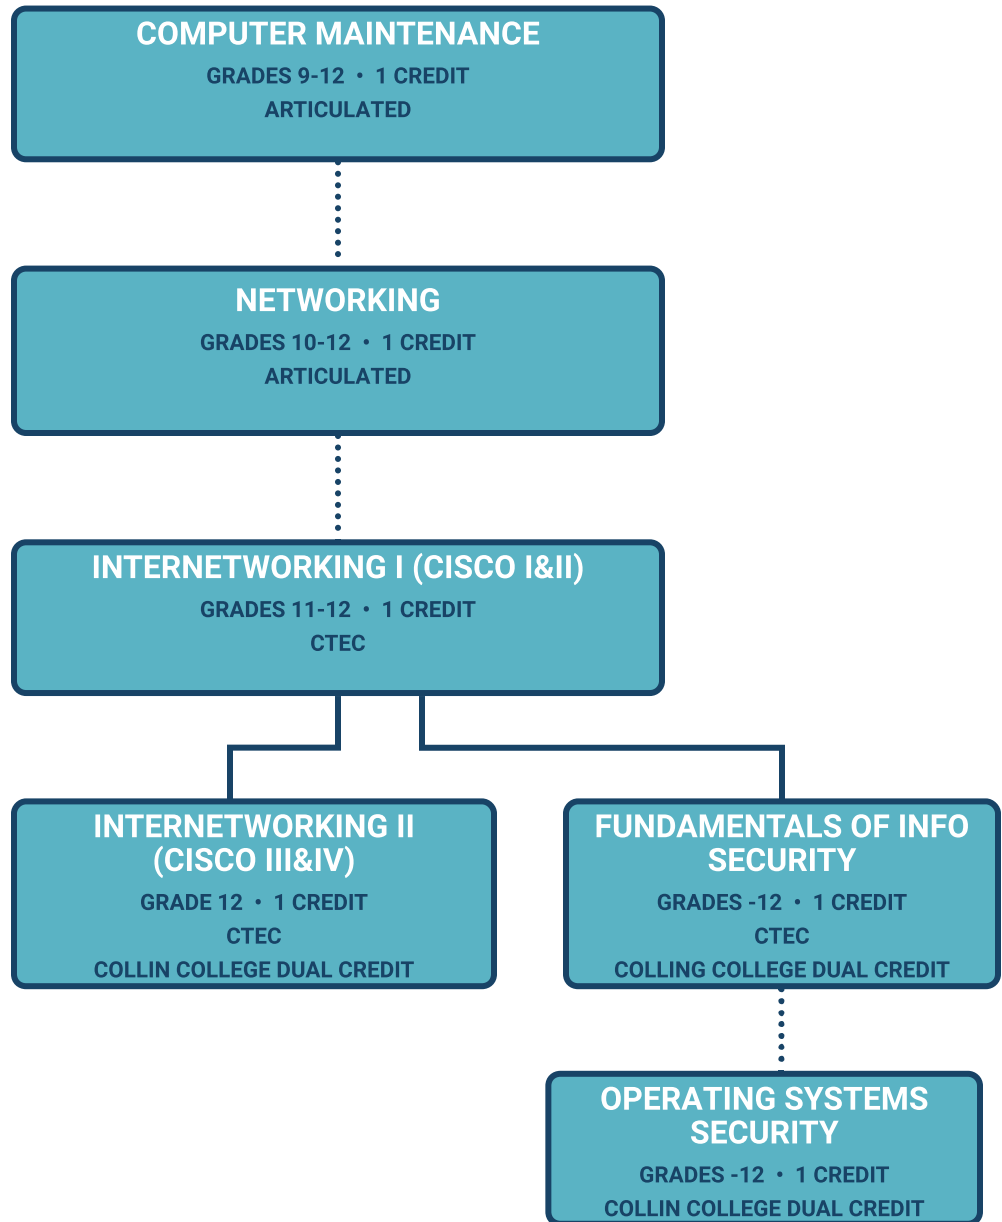 COMPUTER MAINTENANCE
GRADES 9-12 • 1 CREDIT
ARTICULATED
NETWORKING
GRADES 10-12 • 1 CREDIT
ARTICULATED
INTERNETWORKING I (CISCO I&II)
GRADES 11-12 • 1 CREDIT
CTEC
INTERNETWORKING II
(CISCO III&IV)
GRADE 12 • 1 CREDIT
CTEC
COLLIN COLLEGE DUAL CREDIT
FUNDAMENTALS OF INFO
SECURITY
GRADES -12 • 1 CREDIT
CTEC
COLLING COLLEGE DUAL CREDIT
OPERATING SYSTEMS
SECURITY
GRADES -12 • 1 CREDIT
COLLIN COLLEGE DUAL CREDIT